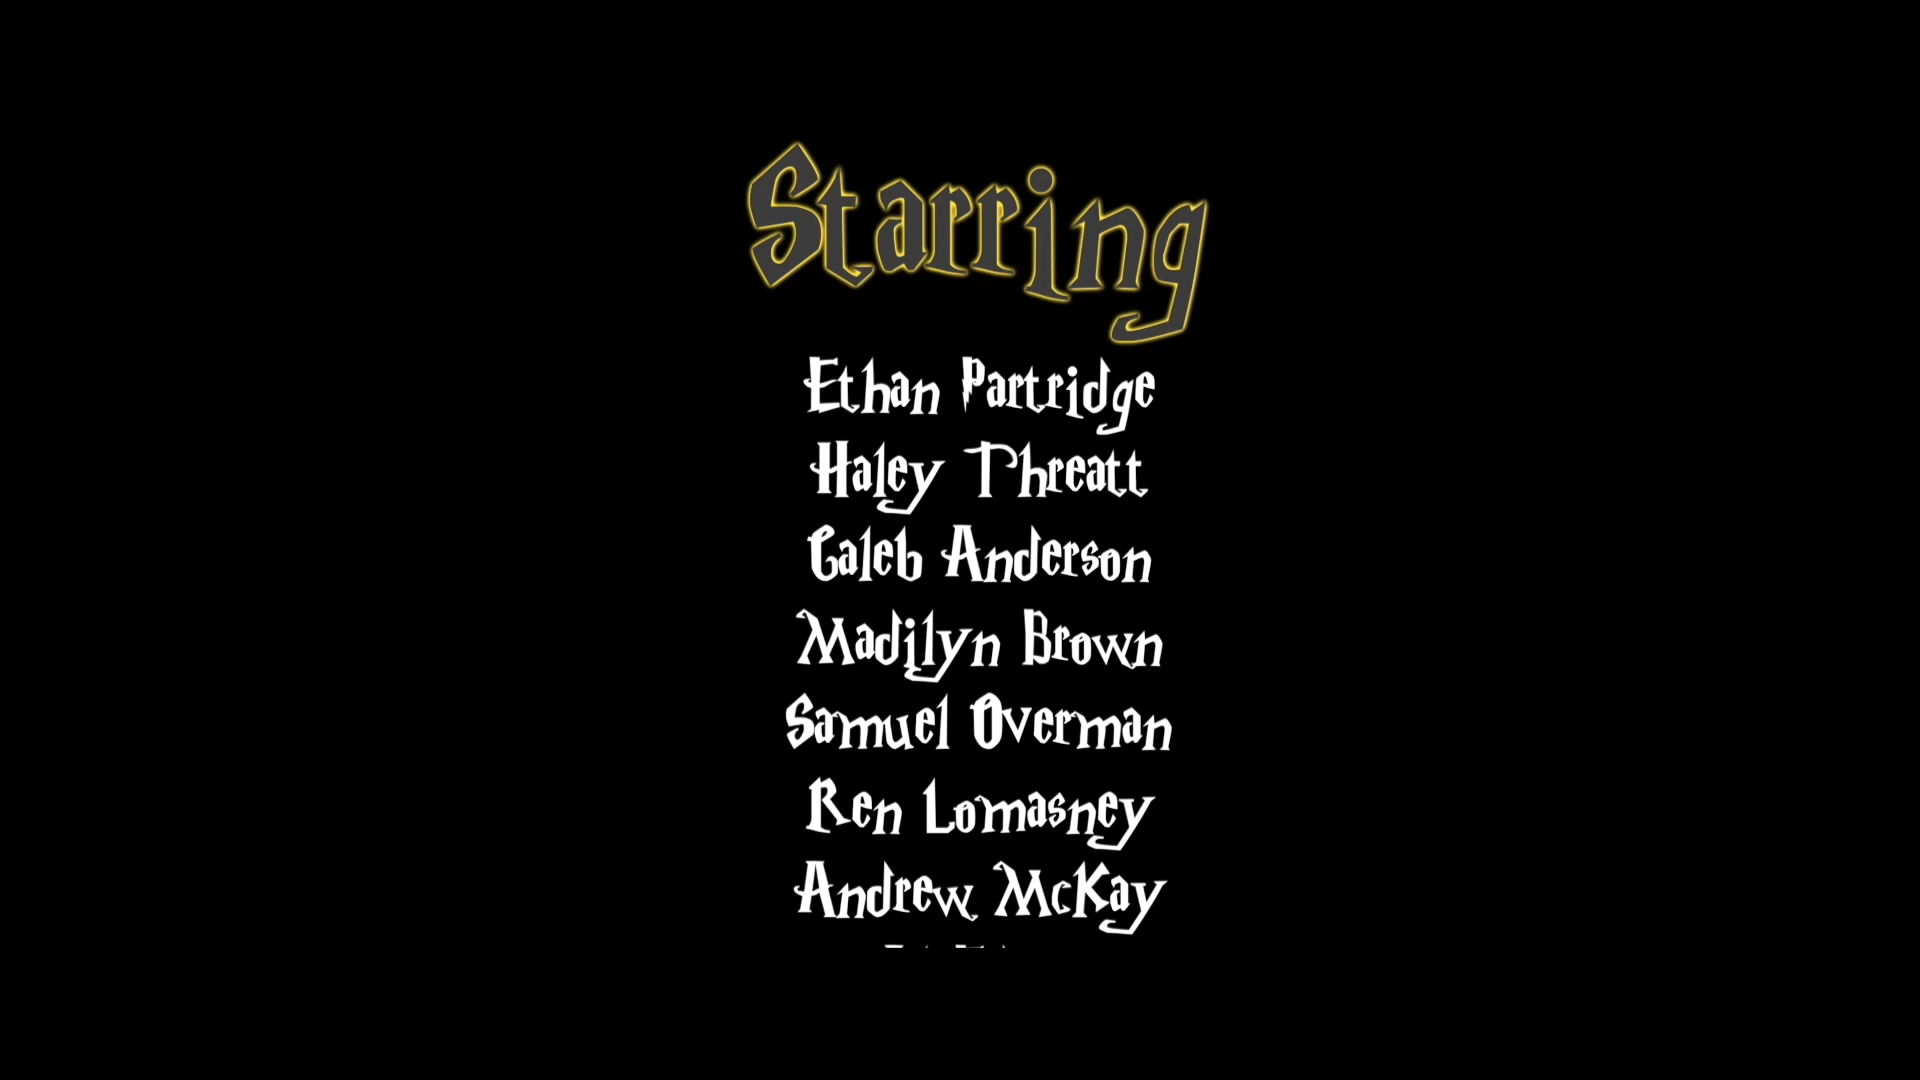 Starring
Ethan Partridge
Haley Threatt
Caleb Anderson
Madilyn Brown
Samuel Overman
Ren Lomasney
Andrew McKay